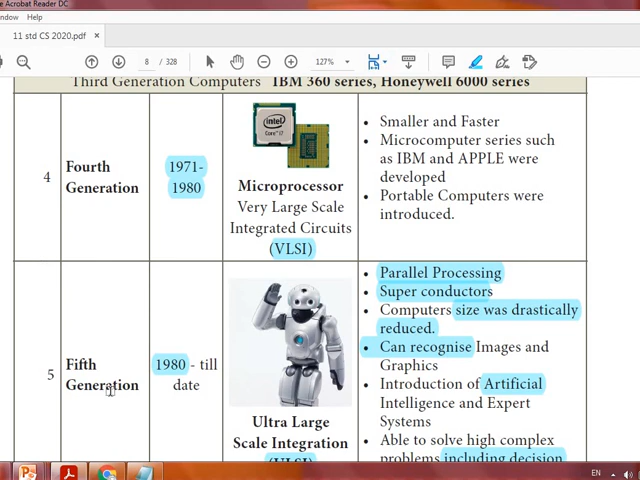 e Acrobat Reader DC
ndow Help
11 std CS 2020.pdf ×
8 / 328 127%
Third Generation Computers IBM 360 series, Honeywell 6000 series
4
Fourth
Generation
1971-
1980
intel
CORE i7
Microprocessor
Very Large Scale
Integrated Circuits
(VLSI)
• Smaller and Faster
• Microcomputer series such
as IBM and APPLE were
developed
• Portable Computers were
introduced.
5
Fifth
Generation
1980 - till
date
Ultra Large
Scale Integration
• Parallel Processing
• Super conductors
• Computers size was drastically
reduced.
• Can recognise Images and
Graphics
• Introduction of Artificial
Intelligence and Expert
Systems
• Able to solve high complex
problems including decision